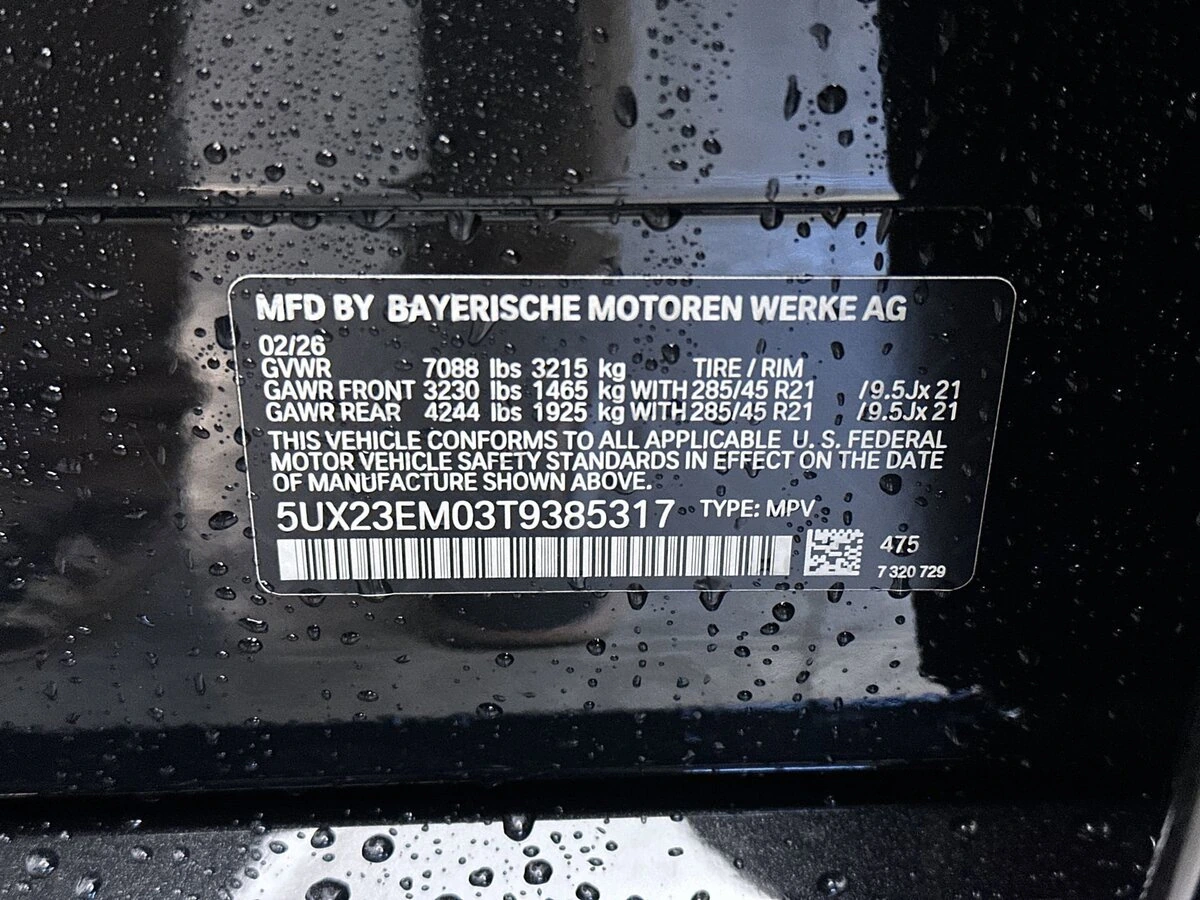 MFD BY BAYERISCHE MOTOREN WERKE AG
02/26
GVWR 7088 lbs 3215 kg TIRE / RIM
GAWR FRONT 3230 lbs 1465 kg WITH 285/45 R21 /9.5Jx 21
GAWR REAR 4244 lbs 1925 kg WITH 285/45 R21 /9.5Jx 21
THIS VEHICLE CONFORMS TO ALL APPLICABLE U. S. FEDERAL
MOTOR VEHICLE SAFETY STANDARDS IN EFFECT ON THE DATE
OF MANUFACTURE SHOWN ABOVE.
5UX23EM03T9385317 TYPE: MPV
475
7 320 729